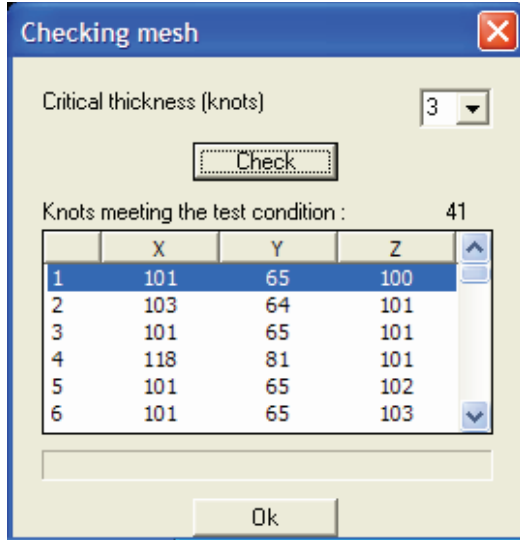 Checking mesh
Critical thickness (knots) 3
Check
Knots meeting the test condition : 41
X Y Z
1 101 65 100
2 103 64 101
3 101 65 101
4 118 81 101
5 101 65 102
6 101 65 103
Ok